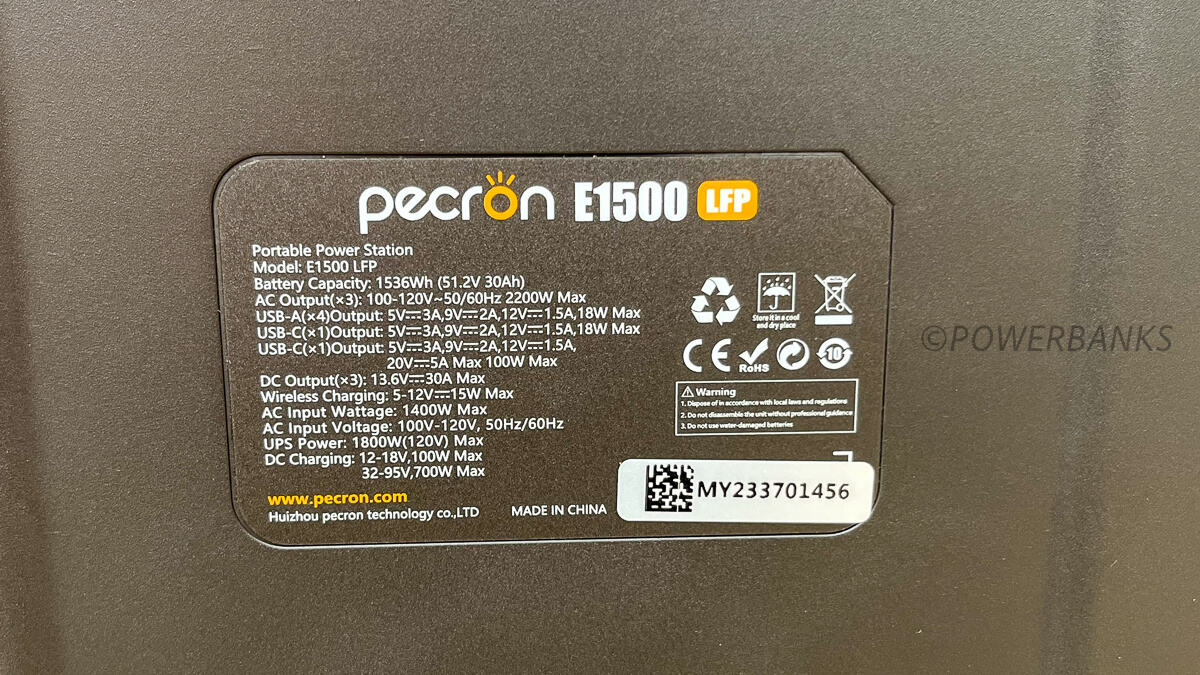 pecron E1500 LFP
Portable Power Station
Model: E1500 LFP
Battery Capacity: 1536Wh (51.2V 30Ah)
AC Output(×3): 100-120V~50/60Hz 2200W Max
USB-A(×4)Output: 5V⎓3A,9V⎓2A,12V⎓1.5A,18W Max
USB-C(×1)Output: 5V⎓3A,9V⎓2A,12V⎓1.5A,18W Max
USB-C(×1)Output: 5V⎓3A,9V⎓2A,12V⎓1.5A,
20V⎓5A Max 100W Max
DC Output(×3): 13.6V⎓30A Max
Wireless Charging: 5-12V⎓15W Max
AC Input Wattage: 1400W Max
AC Input Voltage: 100V-120V, 50Hz/60Hz
UPS Power: 1800W(120V) Max
DC Charging: 12-18V,100W Max
32-95V,700W Max
www.pecron.com
Huizhou pecron technology co.,LTD
MADE IN CHINA
Store it in a cool
and dry place
CE
RoHS
10
Warning
1. Dispose of in accordance with local laws and regulations
2. Do not disassemble the unit without professional guidance
3. Do not use water-damaged batteries
MY233701456
©POWERBANKS